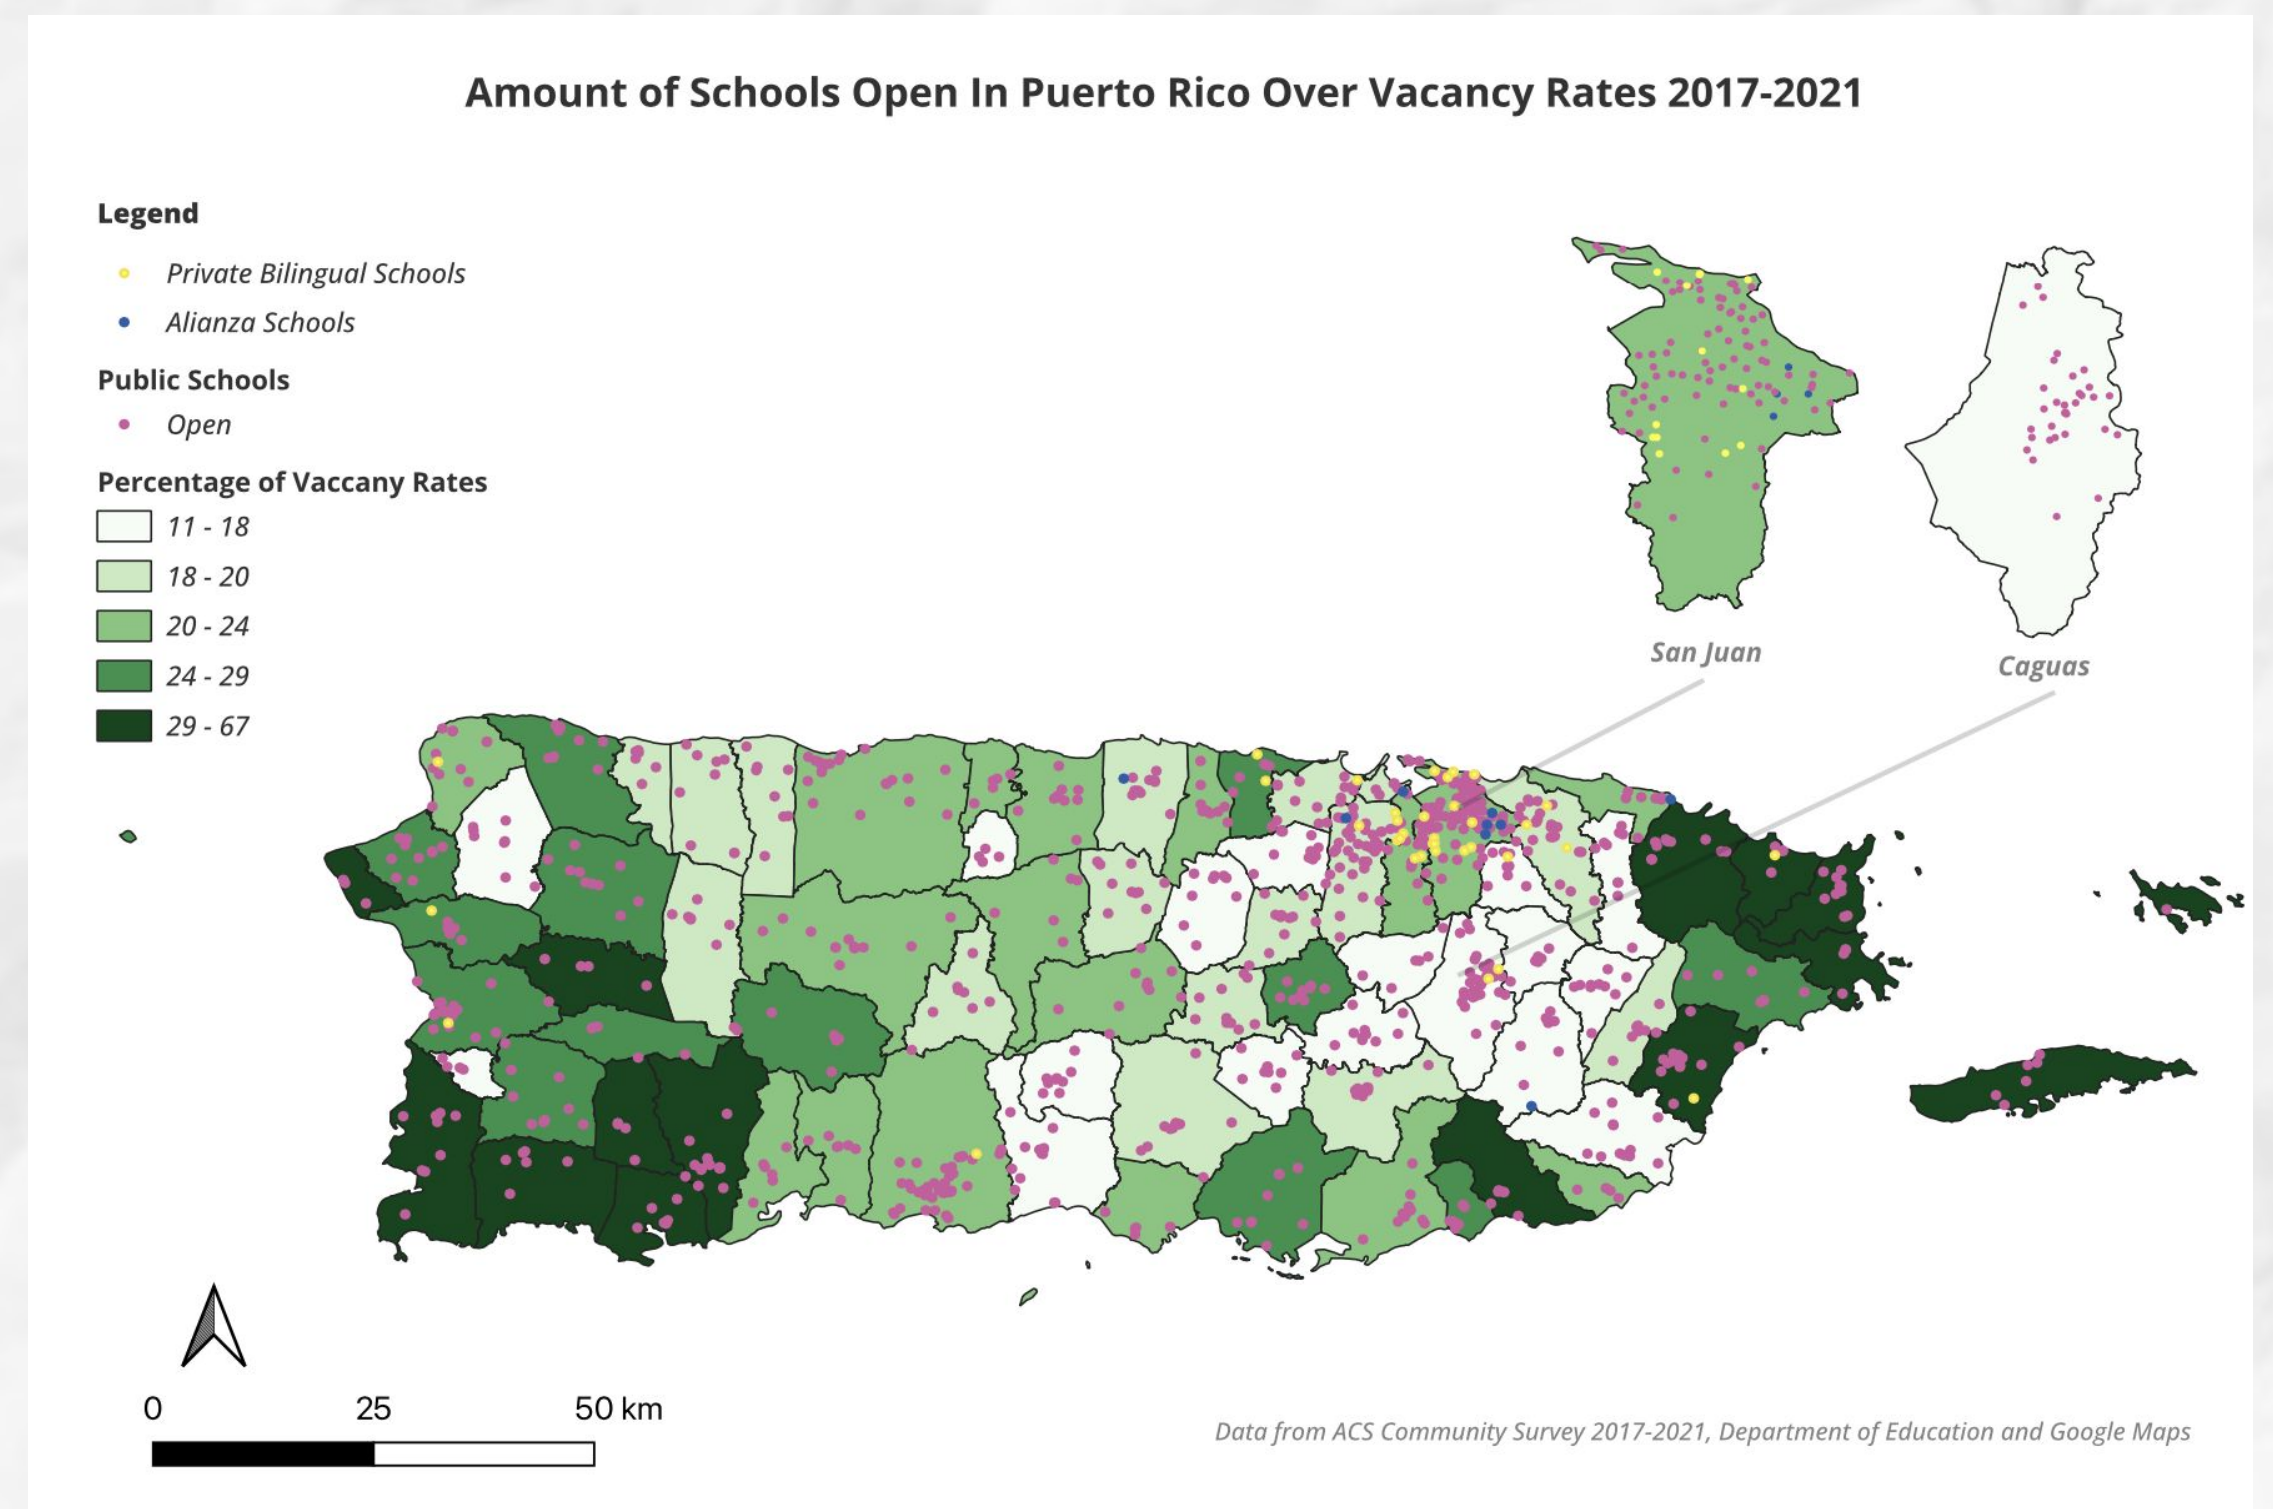 Amount of Schools Open In Puerto Rico Over Vacancy Rates 2017-2021
Legend
Private Bilingual Schools
Alianza Schools
Public Schools
Open
Percentage of Vaccany Rates
11 - 18
18 - 20
20 - 24
24 - 29
29 - 67
San Juan
Caguas
0 25 50 km
Data from ACS Community Survey 2017-2021, Department of Education and Google Maps